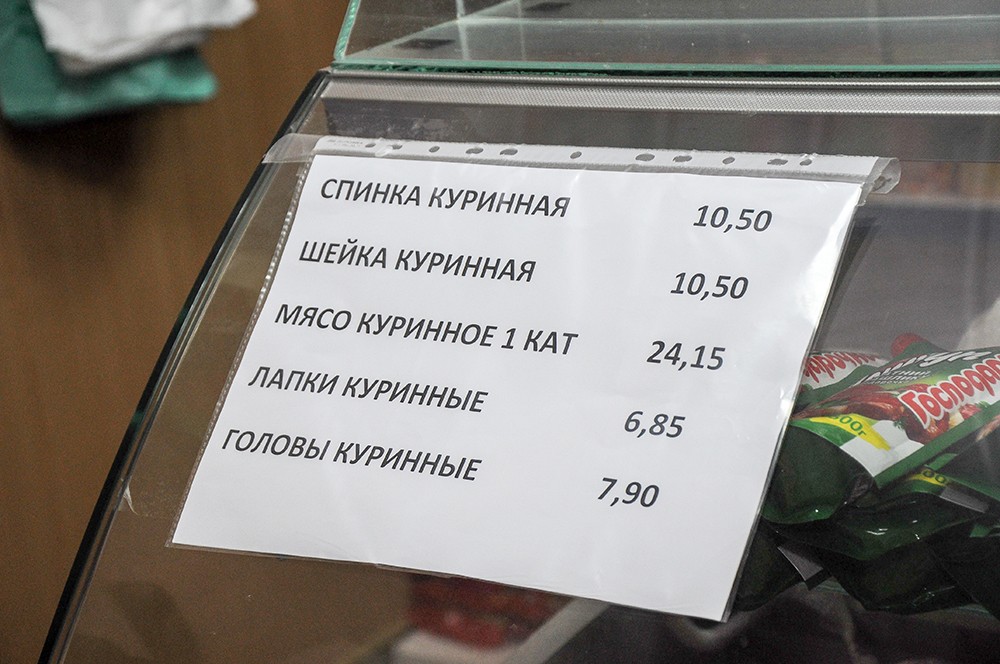 СПИНКА КУРИННАЯ 10,50
ШЕЙКА КУРИННАЯ 10,50
МЯСО КУРИННОЕ 1 КАТ 24,15
ЛАПКИ КУРИННЫЕ 6,85
ГОЛОВЫ КУРИННЫЕ 7,90